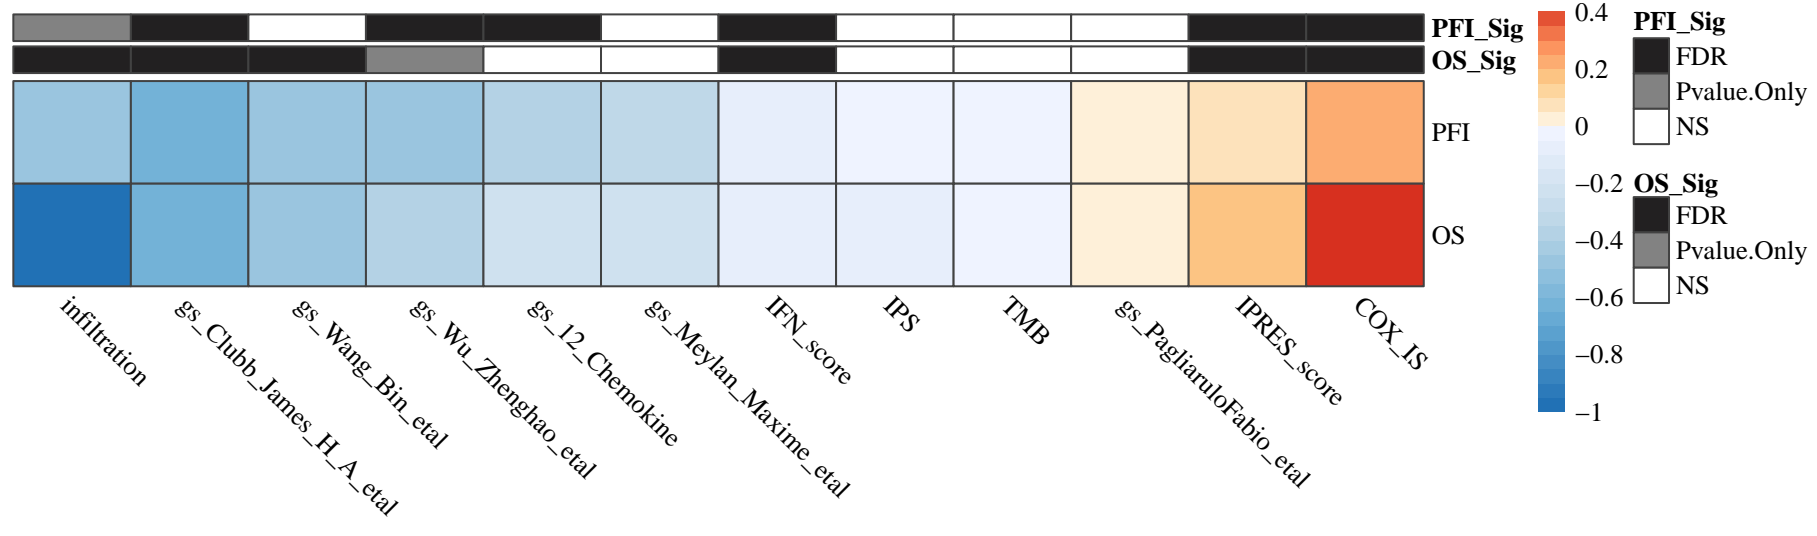 PFI_Sig
OS_Sig
PFI
OS
infiltration
gs_Clubb_James_H_A_etal
gs_Wang_Bin_etal
gs_Wu_Zhenghao_etal
gs_12_Chemokine
gs_Meylan_Maxime_etal
IFN_score
IPS
TMB
gs_PagliaruloFabio_etal
IPRES_score
COX_IS
0.4
0.2
0
−0.2
−0.4
−0.6
−0.8
−1
PFI_Sig
FDR
Pvalue.Only
NS
OS_Sig
FDR
Pvalue.Only
NS